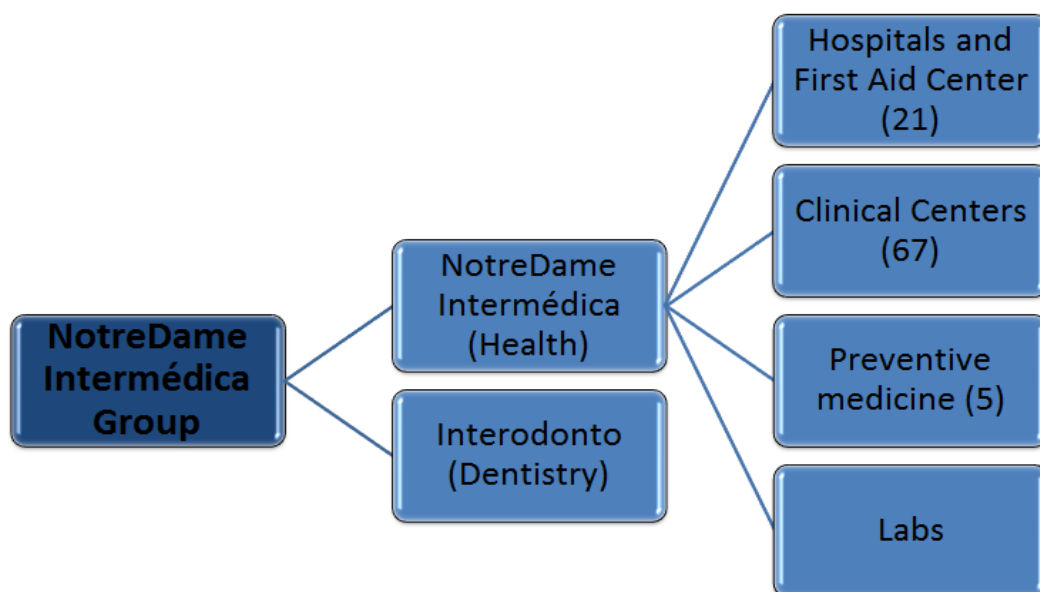 NotreDame
Intermédica
Group
NotreDame
Intermédica
(Health)
Interodonto
(Dentistry)
Hospitals and
First Aid Center
(21)
Clinical Centers
(67)
Preventive
medicine (5)
Labs